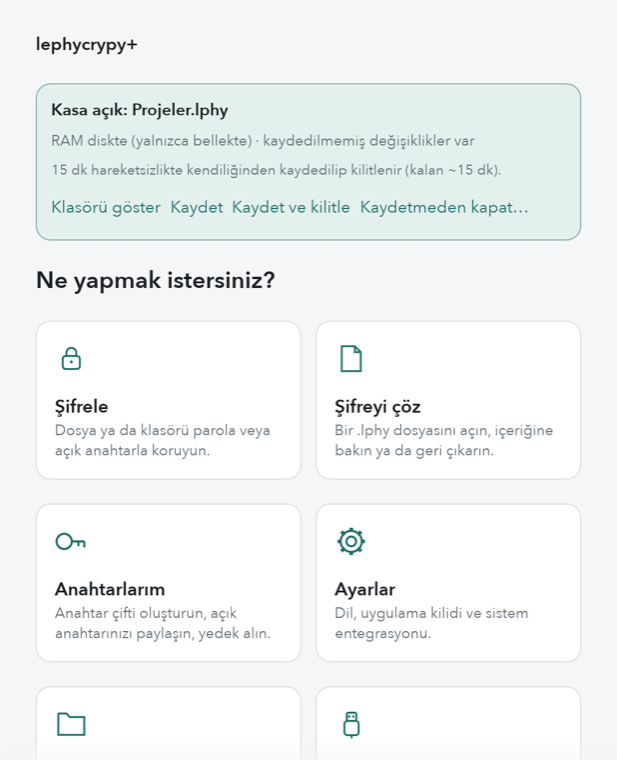 lephycrypy+
Kasa açık: Projeler.lphy
RAM diskte (yalnızca bellekte) · kaydedilmemiş değişiklikler var
15 dk hareketsizlikte kendiliğinden kaydedilip kilitlenir (kalan ~15 dk).
Klasörü göster Kaydet Kaydet ve kilitle Kaydetmeden kapat…
Ne yapmak istersiniz?
Şifrele
Dosya ya da klasörü parola veya
açık anahtarla koruyun.
Şifreyi çöz
Bir .lphy dosyasını açın, içeriğine
bakın ya da geri çıkarın.
Anahtarlarım
Anahtar çifti oluşturun, açık
anahtarınızı paylaşın, yedek alın.
Ayarlar
Dil, uygulama kilidi ve sistem
entegrasyonu.